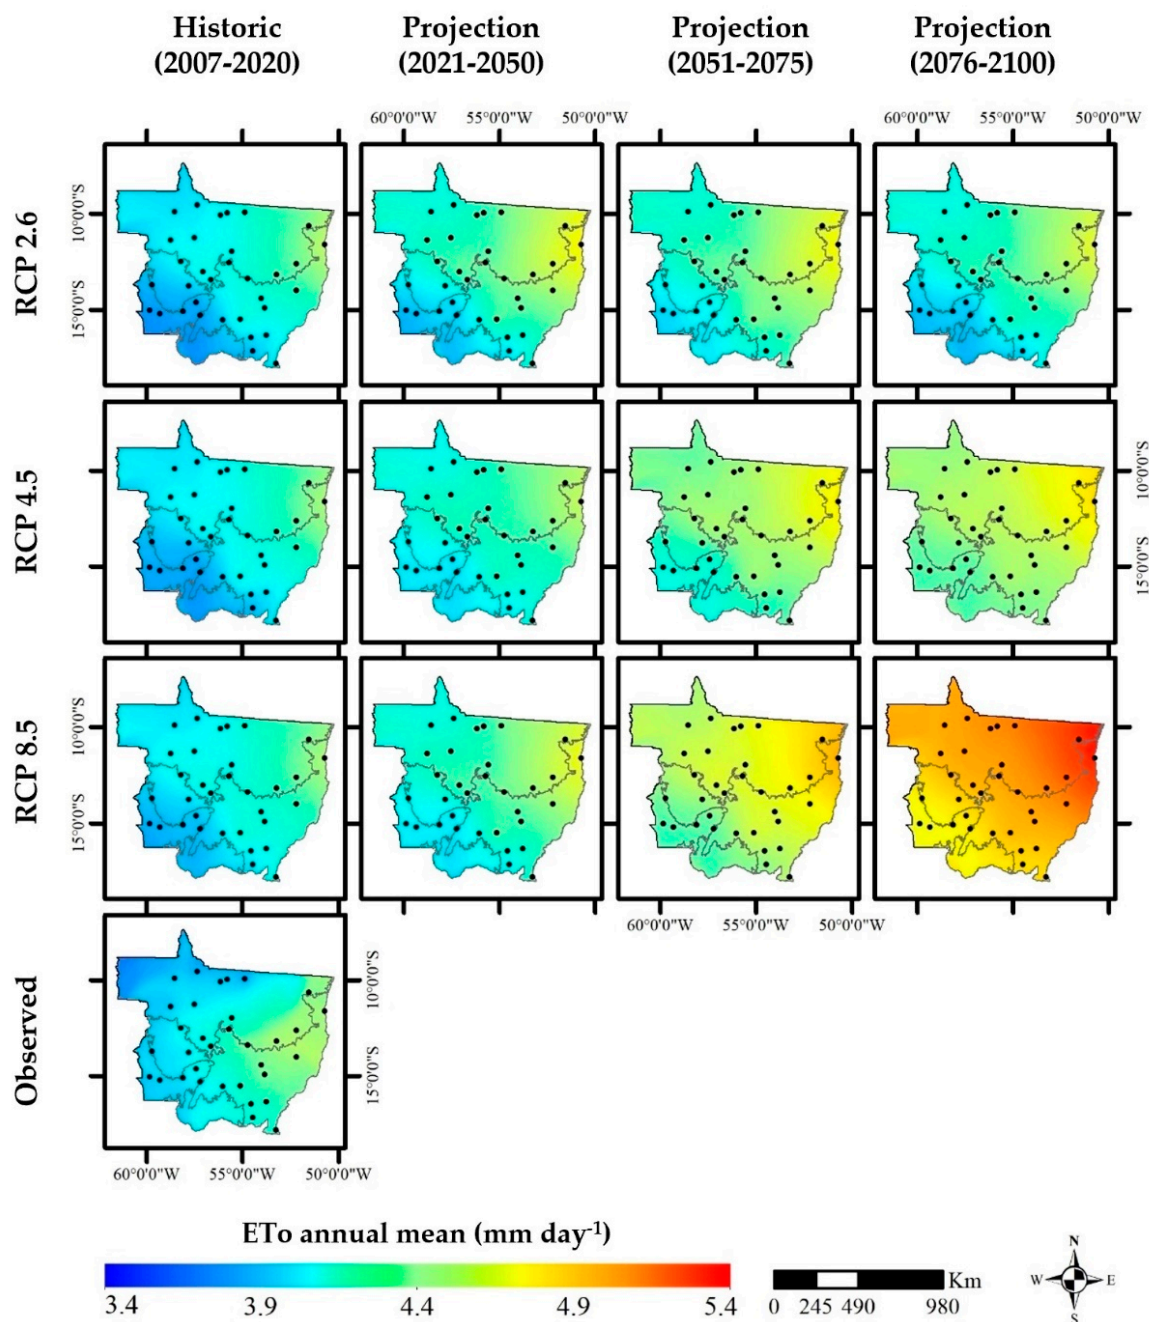 Historic
(2007-2020)
Projection
(2021-2050)
Projection
(2051-2075)
Projection
(2076-2100)
60°0'0"W 55°0'0"W 50°0'0"W
60°0'0"W 55°0'0"W 50°0'0"W
RCP 2.6
10°0'0"S
15°0'0"S
RCP 4.5
10°0'0"S
15°0'0"S
RCP 8.5
10°0'0"S
15°0'0"S
60°0'0"W 55°0'0"W 50°0'0"W
Observed
10°0'0"S
15°0'0"S
60°0'0"W 55°0'0"W 50°0'0"W
ETo annual mean (mm day⁻¹)
3.4 3.9 4.4 4.9 5.4
Km
0 245 490 980
N
W E
S